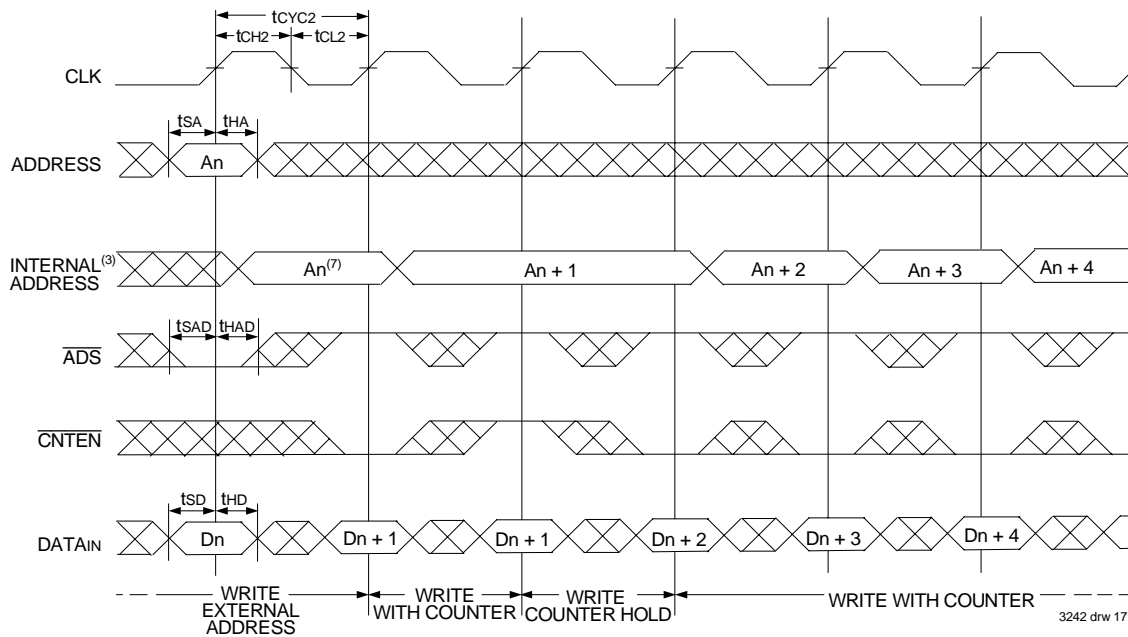 tCYC2
tCH2 tCL2
CLK
tSA tHA
ADDRESS An
INTERNAL(3)
ADDRESS An(7) An + 1 An + 2 An + 3 An + 4
tSAD tHAD
ADS
CNTEN
tSD tHD
DATAIN Dn Dn + 1 Dn + 1 Dn + 2 Dn + 3 Dn + 4
WRITE
EXTERNAL
ADDRESS
WRITE
WITH COUNTER
WRITE
COUNTER HOLD
WRITE WITH COUNTER
3242 drw 17